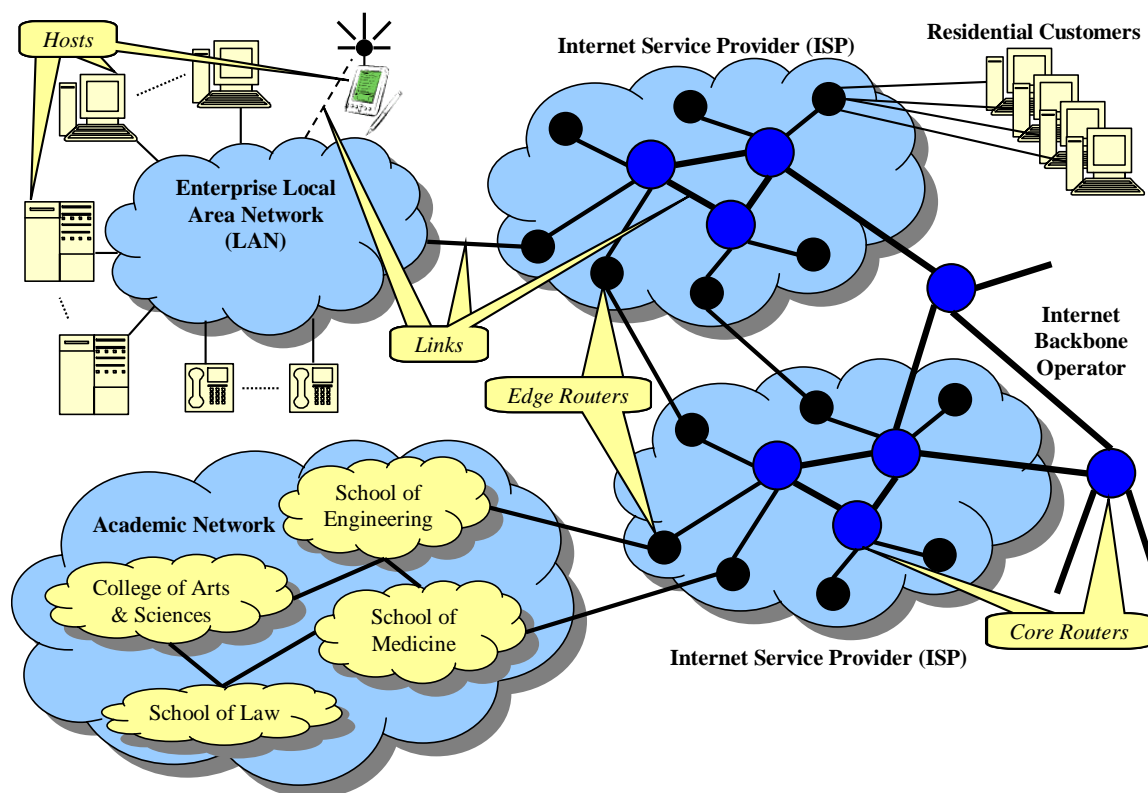 Hosts
Internet Service Provider (ISP)
Residential Customers
Enterprise Local
Area Network
(LAN)
Links
Internet
Backbone
Operator
Edge Routers
School of
Engineering
Academic Network
College of Arts
& Sciences
School of
Medicine
School of Law
Core Routers
Internet Service Provider (ISP)